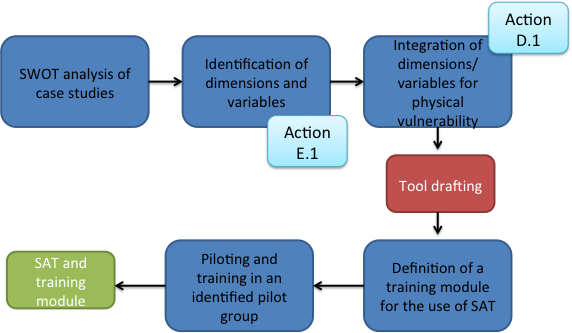 SWOT analysis of
case studies
Identification of
dimensions and
variables
Action
E.1
Integration of
dimensions/
variables for
physical
vulnerability
Action
D.1
Tool drafting
Definition of a
training module
for the use of SAT
Piloting and
training in an
identified pilot
group
SAT and
training
module